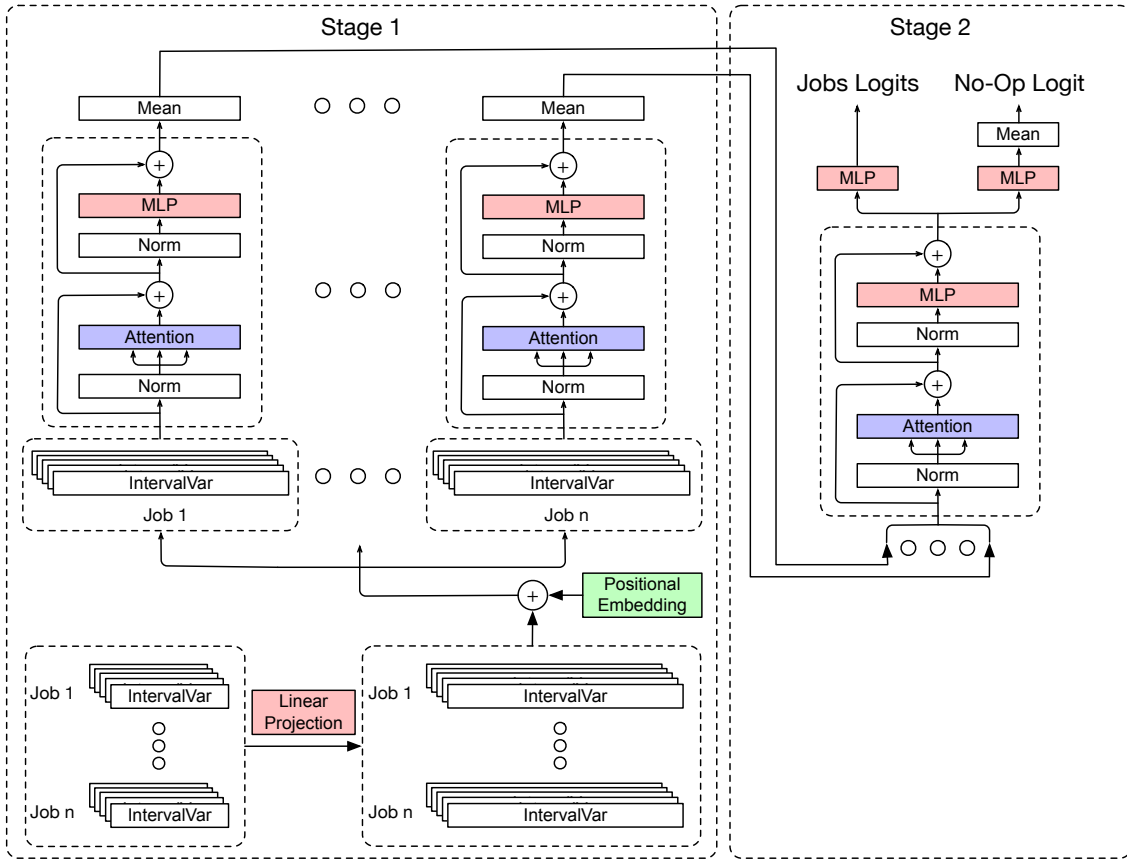 Stage 1
Stage 2
Mean
Mean
Jobs Logits
No-Op Logit
Mean
MLP
MLP
MLP
MLP
Norm
Norm
MLP
Attention
Attention
Norm
Norm
Norm
Attention
Norm
IntervalVar
IntervalVar
Job 1
Job n
Positional
Embedding
Job 1
IntervalVar
Linear
Projection
Job 1
IntervalVar
Job n
IntervalVar
Job n
IntervalVar